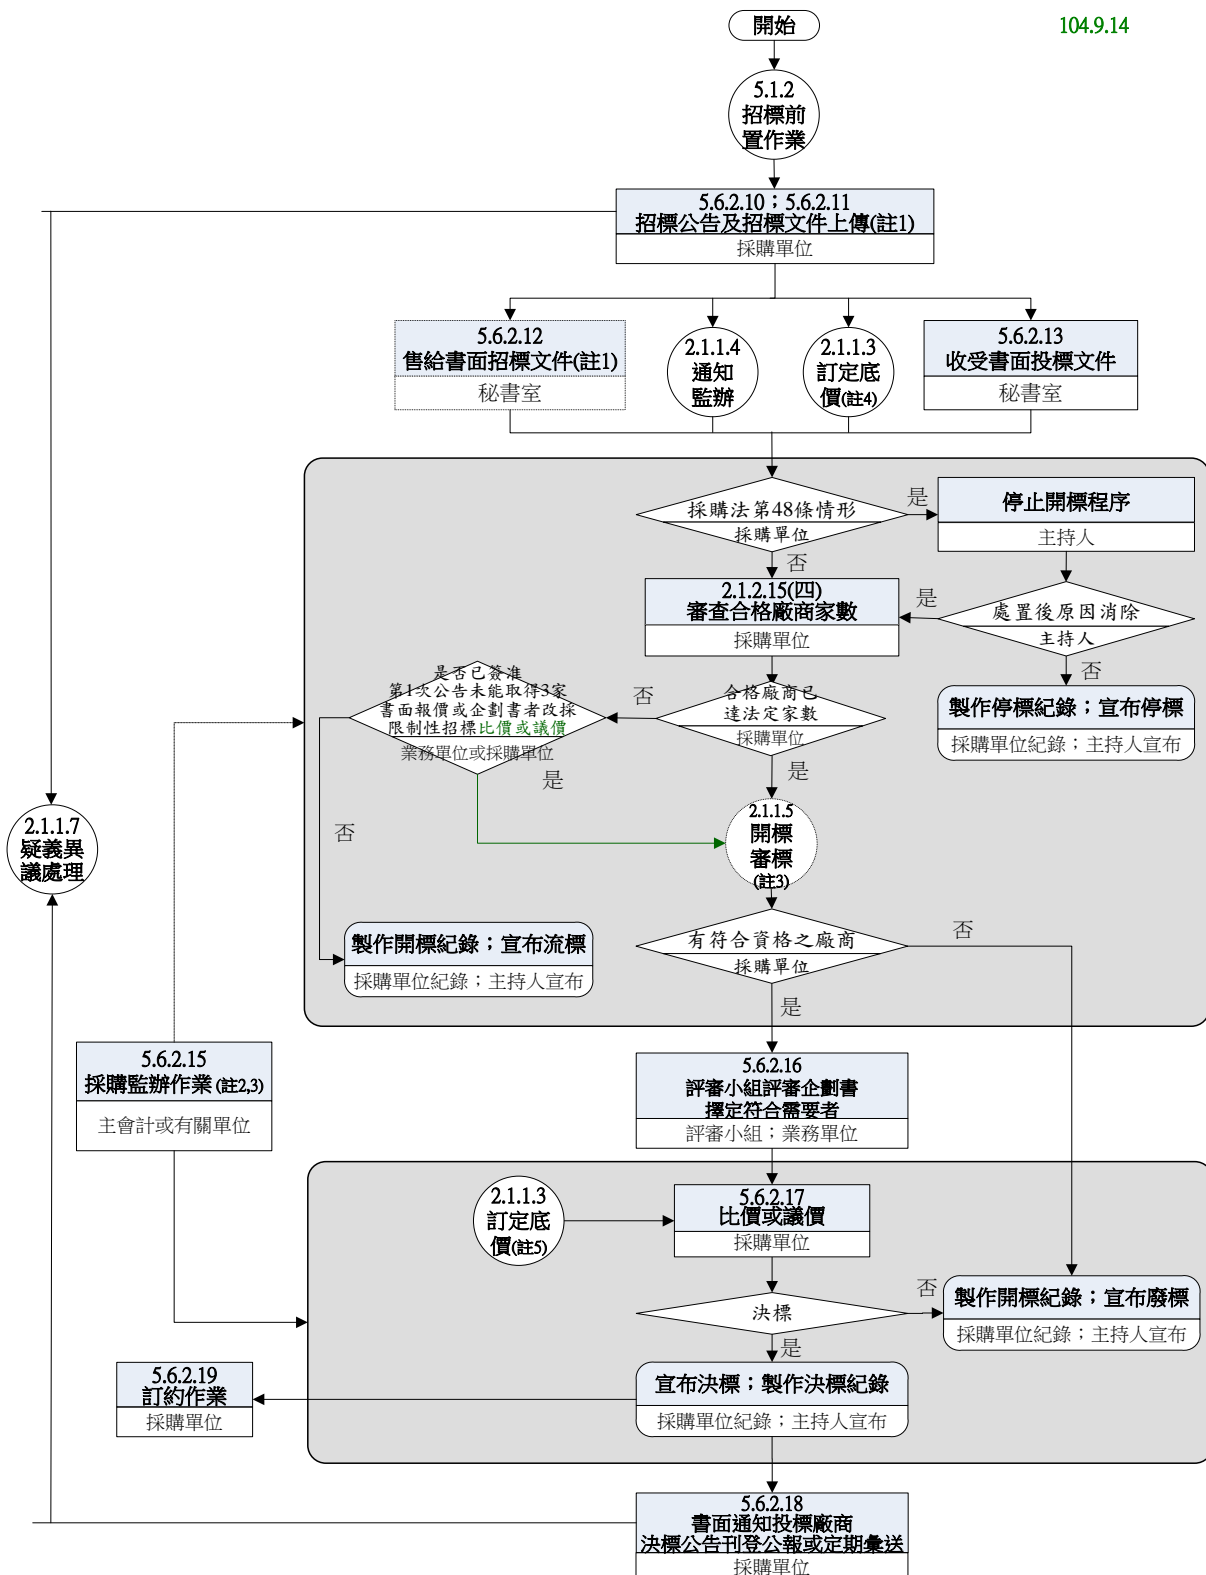 開始
104.9.14
5.1.2
招標前
置作業
5.6.2.10；5.6.2.11
招標公告及招標文件上傳(註1)
採購單位
5.6.2.12
售給書面招標文件(註1)
秘書室
2.1.1.4
通知
監辦
2.1.1.3
訂定底
價(註4)
5.6.2.13
收受書面投標文件
秘書室
採購法第48條情形
採購單位
是
否
停止開標程序
主持人
2.1.2.15(四)
審查合格廠商家數
採購單位
是
處置後原因消除
主持人
否
製作停標紀錄；宣布停標
採購單位紀錄；主持人宣布
是否已簽准
第1次公告未能取得3家
書面報價或企劃書者改採
限制性招標比價或議價
業務單位或採購單位
否
合格廠商已
達法定家數
採購單位
是
是
否
2.1.1.5
開標
審標
(註3)
2.1.1.7
疑義異
議處理
製作開標紀錄；宣布流標
採購單位紀錄；主持人宣布
有符合資格之廠商
採購單位
否
是
5.6.2.15
採購監辦作業(註2,3)
主會計或有關單位
5.6.2.16
評審小組評審企劃書
擇定符合需要者
評審小組；業務單位
2.1.1.3
訂定底
價(註5)
5.6.2.17
比價或議價
採購單位
決標
否
是
製作開標紀錄；宣布廢標
採購單位紀錄；主持人宣布
5.6.2.19
訂約作業
採購單位
宣布決標；製作決標紀錄
採購單位紀錄；主持人宣布
5.6.2.18
書面通知投標廠商
決標公告刊登公報或定期彙送
採購單位